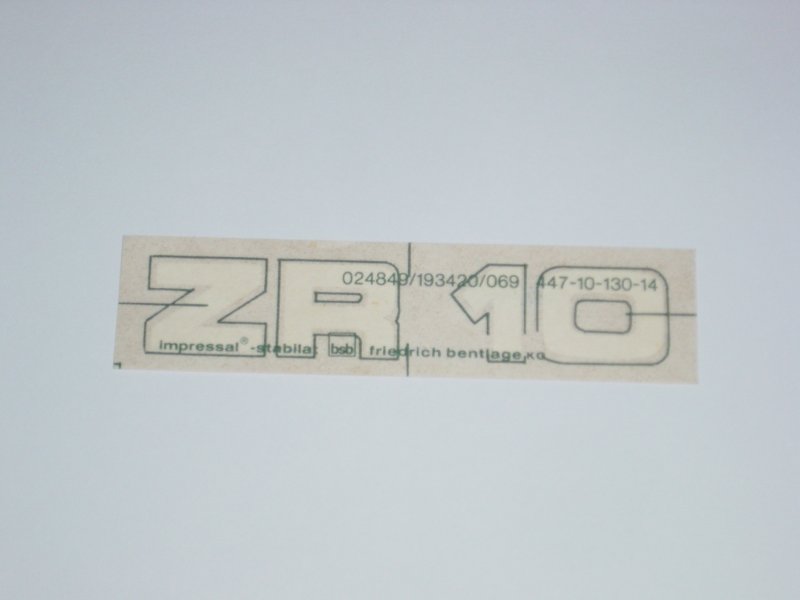 ZR 10
024849/193420/069 447-10-130-14
impressal®-stabila: bsb friedrich bentlage KG